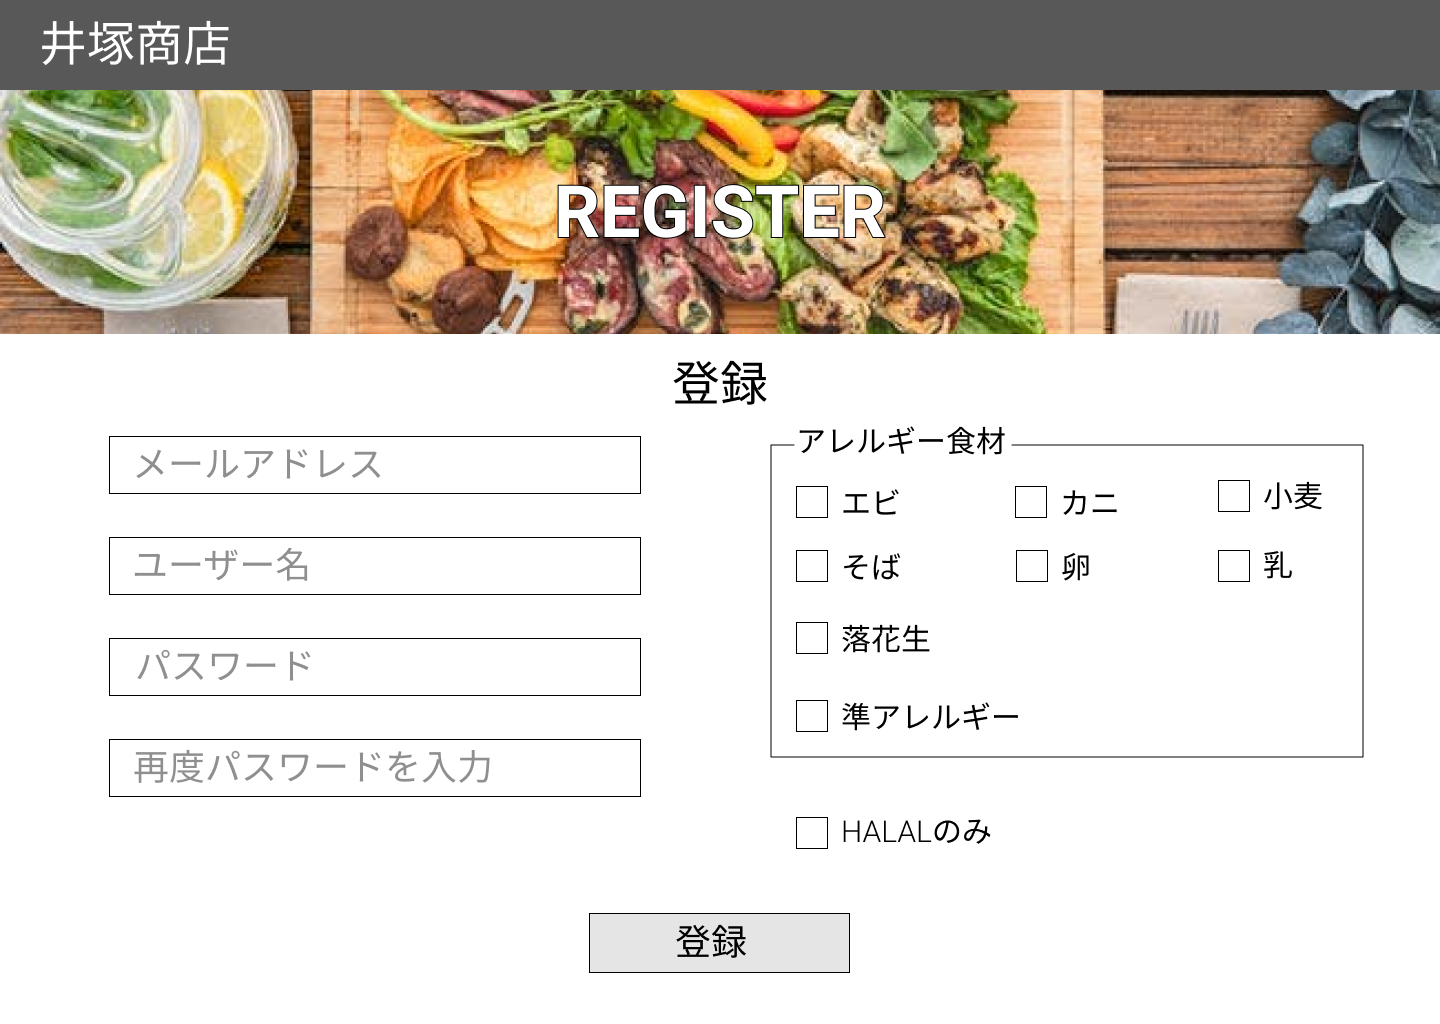 井塚商店
REGISTER
登録
メールアドレス
ユーザー名
パスワード
再度パスワードを入力
アレルギー食材
エビ カニ 小麦
そば 卵 乳
落花生
準アレルギー
HALALのみ
登録